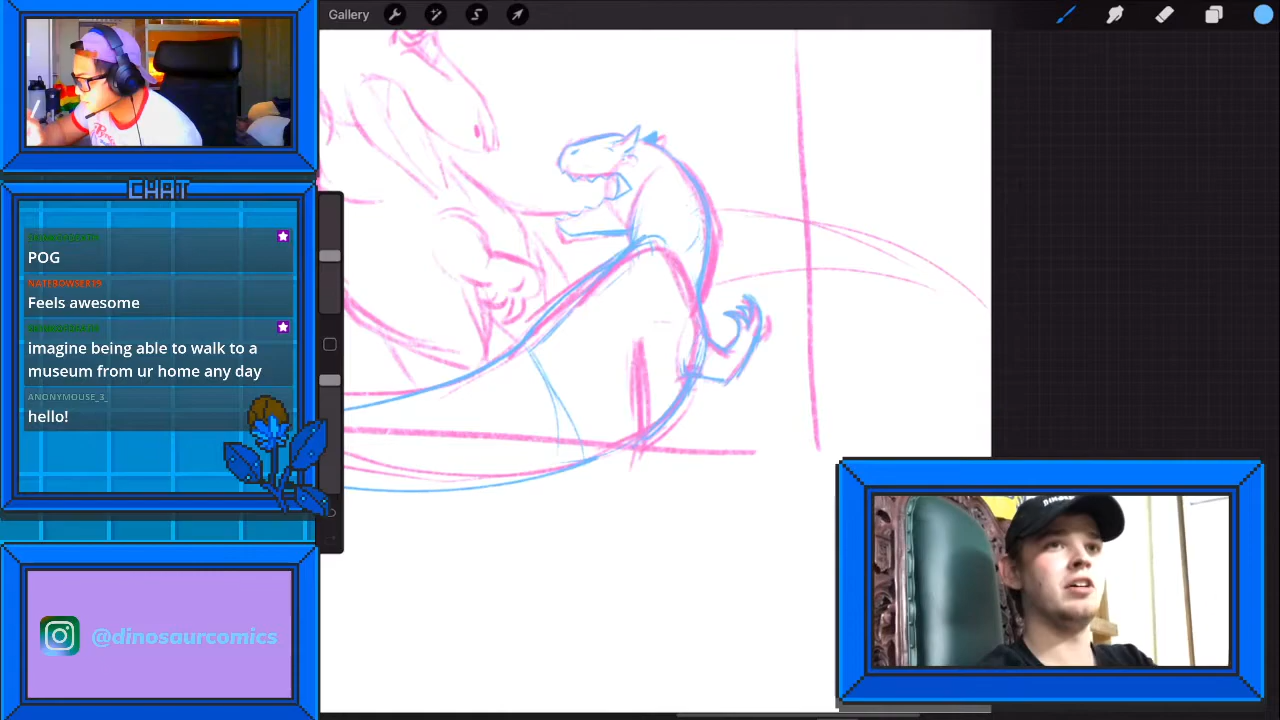 Gallery
CHAT
POG
NATEBOWSER19
Feels awesome
imagine being able to walk to a
museum from ur home any day
ANONYMOUSE_3_
hello!
@dinosaurcomics